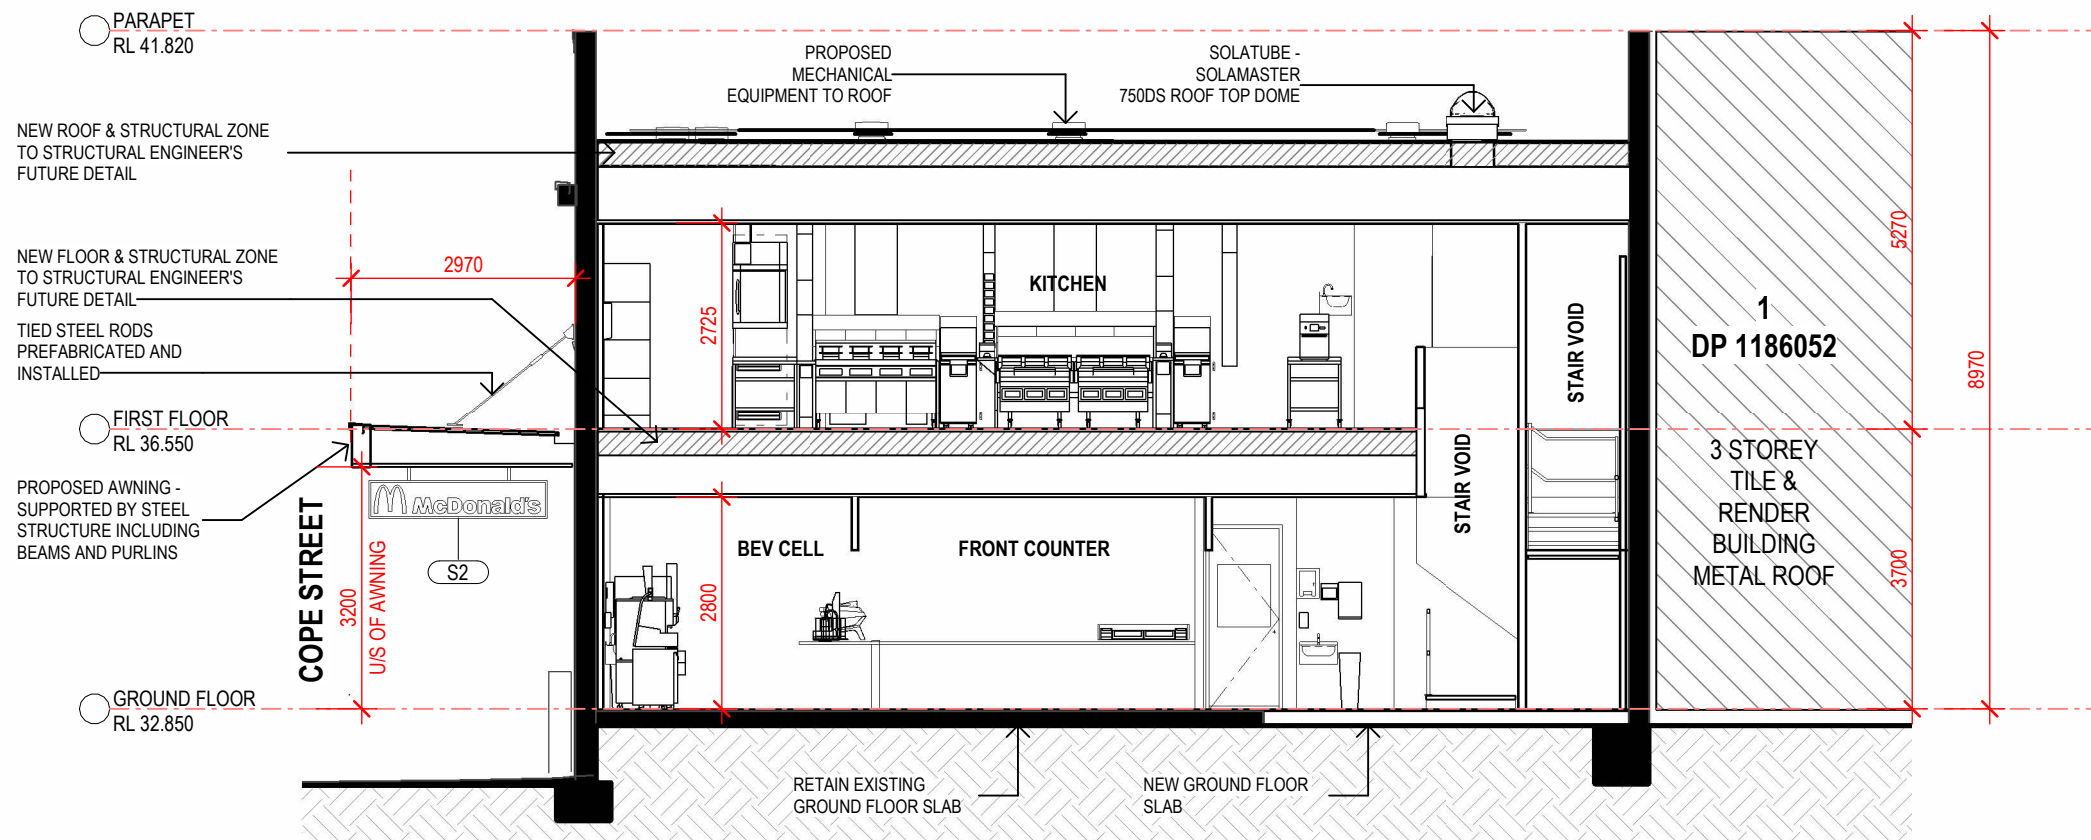 PARAPET
RL 41.820
PROPOSED
MECHANICAL
EQUIPMENT TO ROOF
SOLATUBE -
SOLAMASTER
750DS ROOF TOP DOME
NEW ROOF & STRUCTURAL ZONE
TO STRUCTURAL ENGINEER'S
FUTURE DETAIL
NEW FLOOR & STRUCTURAL ZONE
TO STRUCTURAL ENGINEER'S
FUTURE DETAIL
2970
TIED STEEL RODS
PREFABRICATED AND
INSTALLED
2725
KITCHEN
STAIR VOID
1
DP 1186052
5270
8970
FIRST FLOOR
RL 36.550
PROPOSED AWNING -
SUPPORTED BY STEEL
STRUCTURE INCLUDING
BEAMS AND PURLINS
McDonald's
S2
COPE STREET
3200
U/S OF AWNING
BEV CELL
FRONT COUNTER
2800
STAIR VOID
3 STOREY
TILE &
RENDER
BUILDING
METAL ROOF
3700
GROUND FLOOR
RL 32.850
RETAIN EXISTING
GROUND FLOOR SLAB
NEW GROUND FLOOR
SLAB